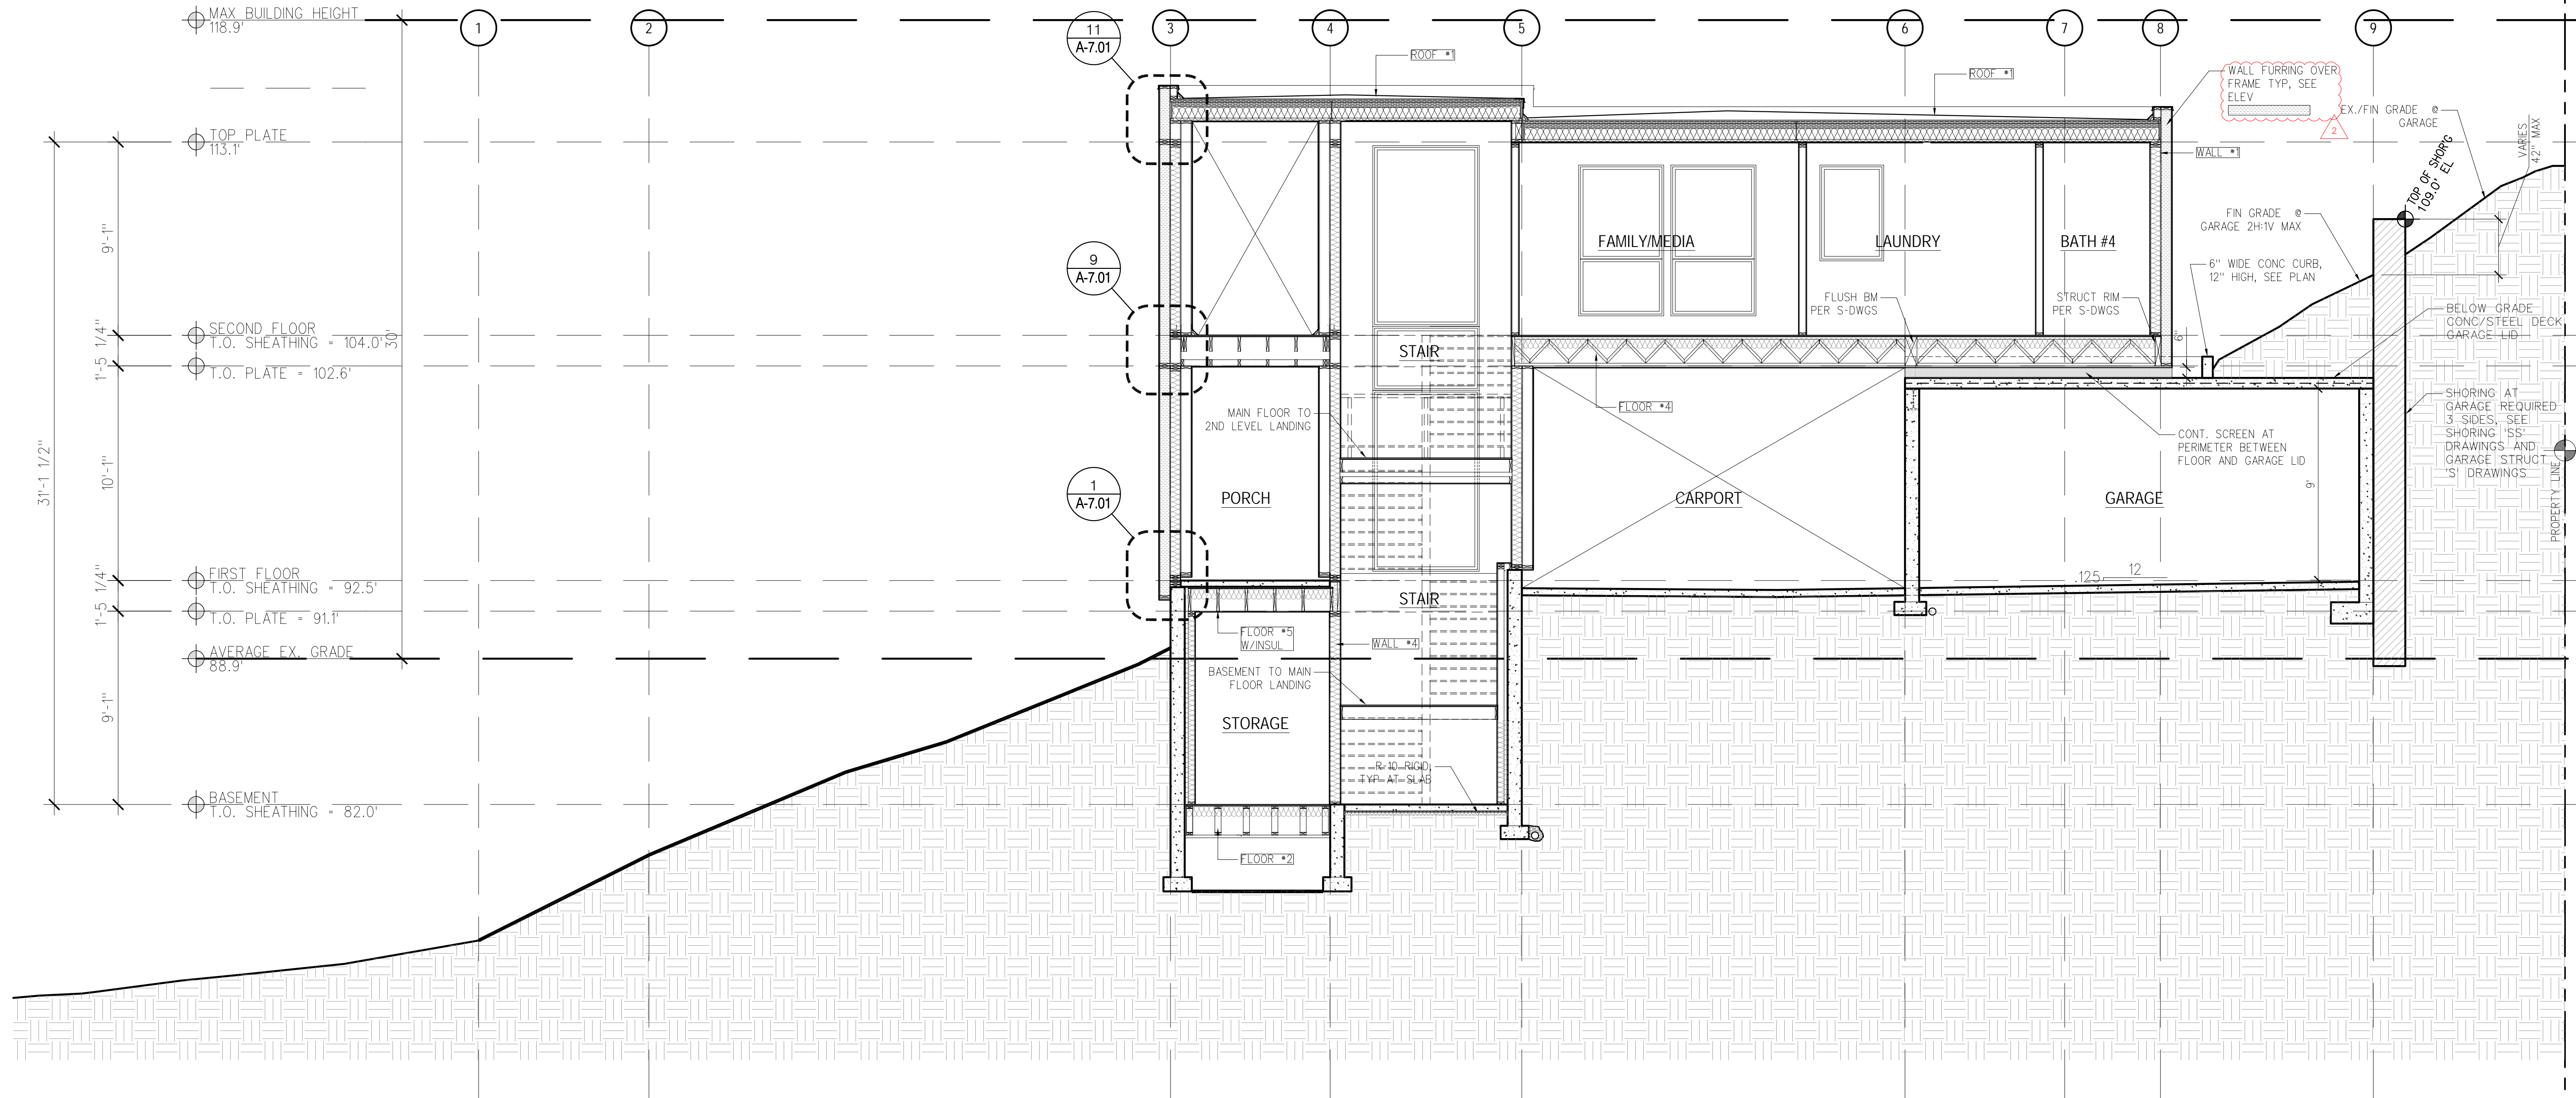 MAX BUILDING HEIGHT
118.9'
1
2
11
A-7.01
3
4
5
6
7
8
9
ROOF *1
ROOF *1
WALL FURRING OVER
FRAME TYP, SEE
ELEV
2
EX./FIN GRADE @
GARAGE
VARIES
42" MAX
TOP PLATE
113.1'
WALL *1
TOP OF SHOR'G
109.0' EL
FIN GRADE @
GARAGE 2H:1V MAX
9'-1"
9
A-7.01
FAMILY/MEDIA
LAUNDRY
BATH #4
6" WIDE CONC CURB,
12" HIGH, SEE PLAN
FLUSH BM
PER S-DWGS
STRUCT RIM
PER S-DWGS
BELOW GRADE
CONC/STEEL DECK
GARAGE LID
SECOND FLOOR
T.O. SHEATHING = 104.0'
30'
1'-5 1/4"
T.O. PLATE = 102.6'
STAIR
6"
FLOOR *4
MAIN FLOOR TO
2ND LEVEL LANDING
SHORING AT
GARAGE REQUIRED
3 SIDES, SEE
SHORING 'SS'
DRAWINGS AND
GARAGE STRUCT
'S' DRAWINGS
CONT. SCREEN AT
PERIMETER BETWEEN
FLOOR AND GARAGE LID
31'-1 1/2"
10'-1"
1
A-7.01
PORCH
CARPORT
GARAGE
9'
PROPERTY LINE
FIRST FLOOR
T.O. SHEATHING = 92.5'
1'-5 1/4"
T.O. PLATE = 91.1'
12
.125
STAIR
FLOOR *5
W/INSUL
WALL *4
AVERAGE EX. GRADE
88.9'
BASEMENT TO MAIN
FLOOR LANDING
9'-1"
STORAGE
R-10 RIGID,
TYP AT SLAB
BASEMENT
T.O. SHEATHING = 82.0'
FLOOR *2